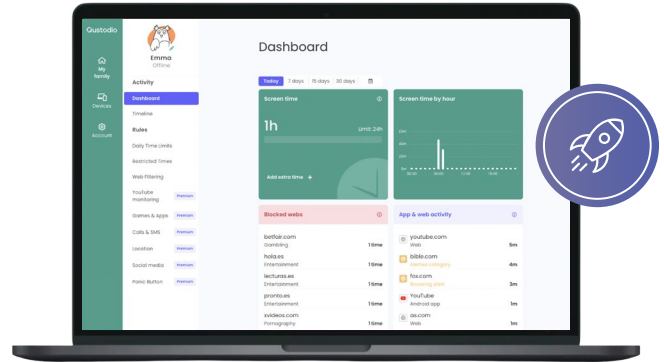 Qustodio
My
family
Devices
Account
Emma
Offline
Activity
Dashboard
Timeline
Rules
Daily Time Limits
Restricted Times
Web Filtering
YouTube
monitoring
Premium
Games & Apps Premium
Calls & SMS Premium
Location Premium
Social media Premium
Panic Button Premium
Dashboard
Today 7 days 15 days 30 days
Screen time
1h
Limit: 24h
Add extra time +
Screen time by hour
Blocked webs
betfair.com
Gambling 1 time
hola.es
Entertainment 1 time
lecturas.es
Entertainment 1 time
pronto.es
Entertainment 1 time
xvideos.com
Pornography 1 time
App & web activity
youtube.com
Web 5m
bible.com
4m
fox.com
3m
YouTube
Android app 1m
as.com
Web 1m